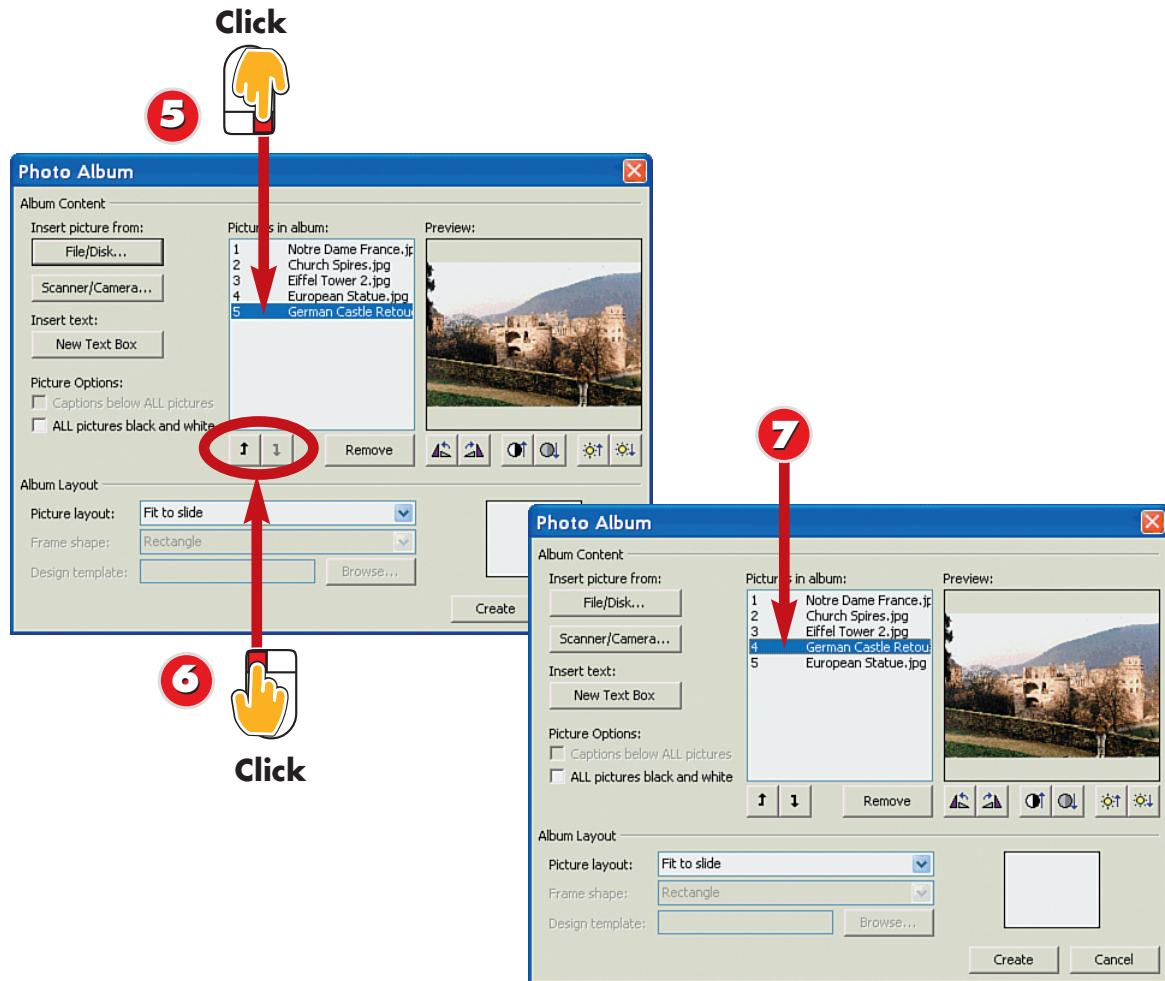 Click
5
Photo Album
Album Content
Insert picture from:
File/Disk...
Scanner/Camera...
Insert text:
New Text Box
Picture Options:
Captions below ALL pictures
ALL pictures black and white
in album:
Preview:
1 Notre Dame France.jp
2 Church Spires.jpg
3 Eiffel Tower 2.jpg
4 European Statue.jpg
5 German Castle Retou
Remove
Album Layout
Picture layout: Fit to slide
Frame shape: Rectangle
Design template:
Browse...
Create
6
Click
7
Photo Album
Album Content
Insert picture from:
File/Disk...
Scanner/Camera...
Insert text:
New Text Box
Picture Options:
Captions below ALL pictures
ALL pictures black and white
in album:
Preview:
1 Notre Dame France.jp
2 Church Spires.jpg
3 Eiffel Tower 2.jpg
4 German Castle Retou
5 European Statue.jpg
Remove
Album Layout
Picture layout: Fit to slide
Frame shape: Rectangle
Design template:
Browse...
Create
Cancel